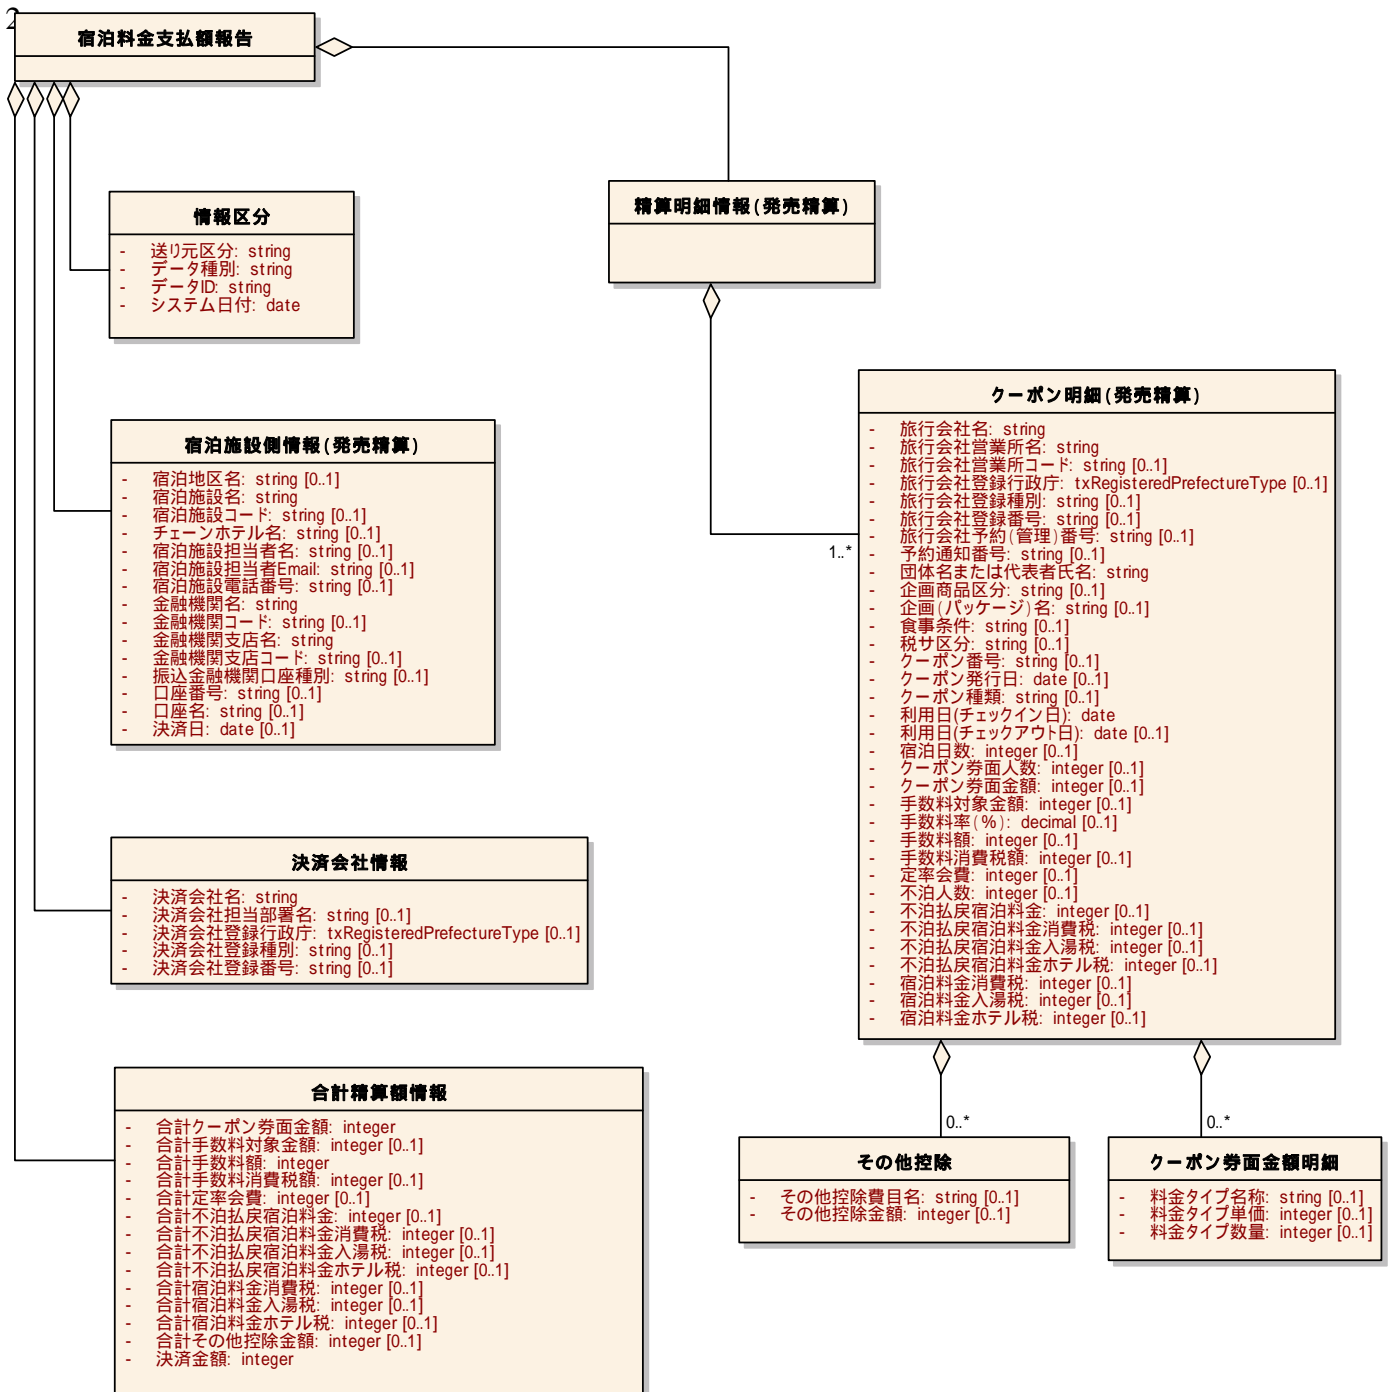 2
宿泊料金支払額報告
情報区分
- 送り元区分: string
- データ種別: string
- データID: string
- システム日付: date
精算明細情報(発売精算)
宿泊施設側情報(発売精算)
- 宿泊地区名: string [0..1]
- 宿泊施設名: string
- 宿泊施設コード: string [0..1]
- チェーンホテル名: string [0..1]
- 宿泊施設担当者名: string [0..1]
- 宿泊施設担当者Email: string [0..1]
- 宿泊施設電話番号: string [0..1]
- 金融機関名: string
- 金融機関コード: string [0..1]
- 金融機関支店名: string
- 金融機関支店コード: string [0..1]
- 振込金融機関口座種別: string [0..1]
- 口座番号: string [0..1]
- 口座名: string [0..1]
- 決済日: date [0..1]
クーポン明細(発売精算)
- 旅行会社名: string
- 旅行会社営業所名: string
- 旅行会社営業所コード: string [0..1]
- 旅行会社登録行政庁: txRegisteredPrefectureType [0..1]
- 旅行会社登録種別: string [0..1]
- 旅行会社登録番号: string [0..1]
- 旅行会社予約(管理)番号: string [0..1]
- 予約通知番号: string [0..1]
- 団体名または代表者氏名: string
- 企画商品区分: string [0..1]
- 企画(パッケージ)名: string [0..1]
- 食事条件: string [0..1]
- 税サ区分: string [0..1]
- クーポン番号: string [0..1]
- クーポン発行日: date [0..1]
- クーポン種類: string [0..1]
- 利用日(チェックイン日): date
- 利用日(チェックアウト日): date [0..1]
- 宿泊日数: integer [0..1]
- クーポン券面人数: integer [0..1]
- クーポン券面金額: integer [0..1]
- 手数料対象金額: integer [0..1]
- 手数料率(%): decimal [0..1]
- 手数料額: integer [0..1]
- 手数料消費税額: integer [0..1]
- 定率会費: integer [0..1]
- 不泊人数: integer [0..1]
- 不泊払戻宿泊料金: integer [0..1]
- 不泊払戻宿泊料金消費税: integer [0..1]
- 不泊払戻宿泊料金入湯税: integer [0..1]
- 不泊払戻宿泊料金ホテル税: integer [0..1]
- 宿泊料金消費税: integer [0..1]
- 宿泊料金入湯税: integer [0..1]
- 宿泊料金ホテル税: integer [0..1]
1..*
決済会社情報
- 決済会社名: string
- 決済会社担当部署名: string [0..1]
- 決済会社登録行政庁: txRegisteredPrefectureType [0..1]
- 決済会社登録種別: string [0..1]
- 決済会社登録番号: string [0..1]
合計精算額情報
- 合計クーポン券面金額: integer
- 合計手数料対象金額: integer [0..1]
- 合計手数料額: integer
- 合計手数料消費税額: integer [0..1]
- 合計定率会費: integer [0..1]
- 合計不泊払戻宿泊料金: integer [0..1]
- 合計不泊払戻宿泊料金消費税: integer [0..1]
- 合計不泊払戻宿泊料金入湯税: integer [0..1]
- 合計不泊払戻宿泊料金ホテル税: integer [0..1]
- 合計宿泊料金消費税: integer [0..1]
- 合計宿泊料金入湯税: integer [0..1]
- 合計宿泊料金ホテル税: integer [0..1]
- 合計その他控除金額: integer [0..1]
- 決済金額: integer
0..*
その他控除
- その他控除費目名: string [0..1]
- その他控除金額: integer [0..1]
0..*
クーポン券面金額明細
- 料金タイプ名称: string [0..1]
- 料金タイプ単価: integer [0..1]
- 料金タイプ数量: integer [0..1]